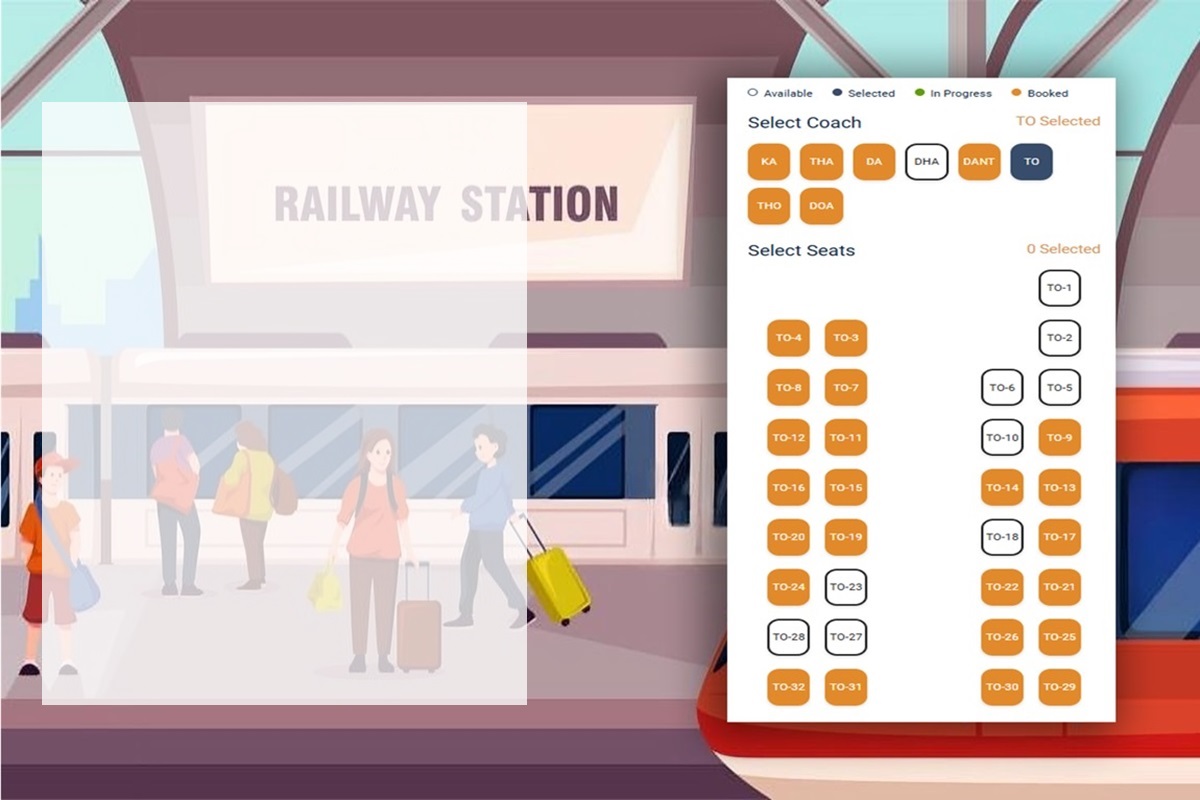 RAILWAY STATION
Available Selected In Progress Booked
Select Coach TO Selected
KA THA DA DHA DANT TO
THO DOA
Select Seats 0 Selected
TO-1
TO-4 TO-3 TO-2
TO-8 TO-7 TO-6 TO-5
TO-12 TO-11 TO-10 TO-9
TO-16 TO-15 TO-14 TO-13
TO-20 TO-19 TO-18 TO-17
TO-24 TO-23 TO-22 TO-21
TO-28 TO-27 TO-26 TO-25
TO-32 TO-31 TO-30 TO-29